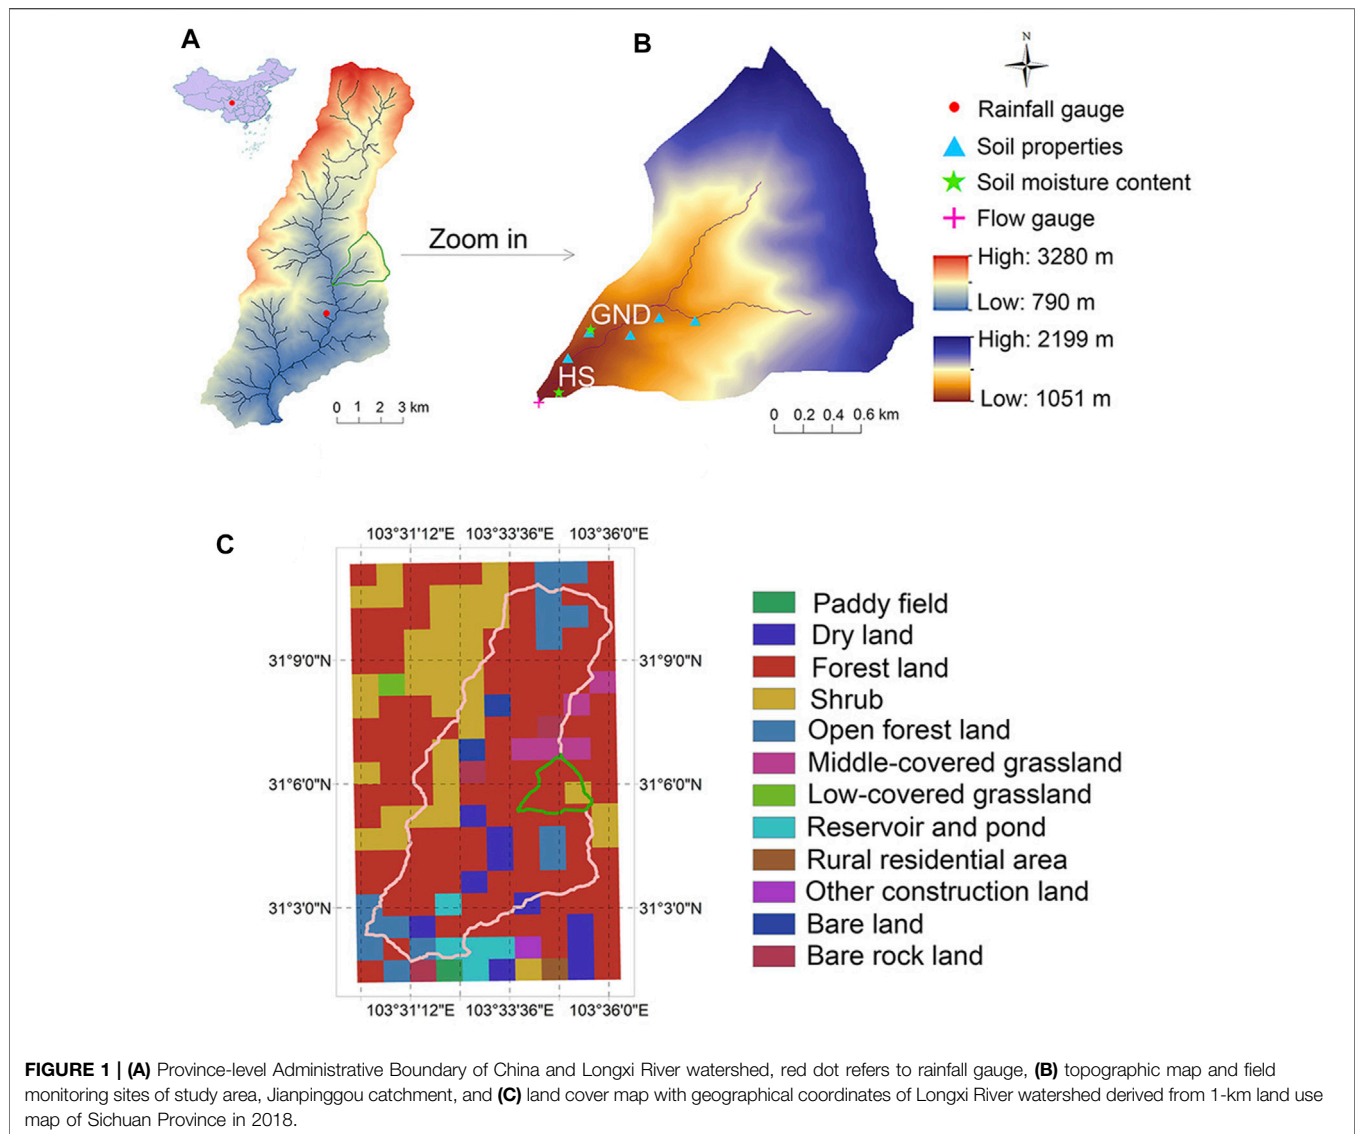 A
B
N
Rainfall gauge
Soil properties
Soil moisture content
Flow gauge
High: 3280 m
Low: 790 m
High: 2199 m
Low: 1051 m
Zoom in
GND
HS
0 1 2 3 km
0 0.2 0.4 0.6 km
C
103°31'12"E 103°33'36"E 103°36'0"E
31°9'0"N 31°9'0"N
31°6'0"N 31°6'0"N
31°3'0"N 31°3'0"N
103°31'12"E 103°33'36"E 103°36'0"E
Paddy field
Dry land
Forest land
Shrub
Open forest land
Middle-covered grassland
Low-covered grassland
Reservoir and pond
Rural residential area
Other construction land
Bare land
Bare rock land
FIGURE 1 | (A) Province-level Administrative Boundary of China and Longxi River watershed, red dot refers to rainfall gauge, (B) topographic map and field
monitoring sites of study area, Jianpinggou catchment, and (C) land cover map with geographical coordinates of Longxi River watershed derived from 1-km land use
map of Sichuan Province in 2018.